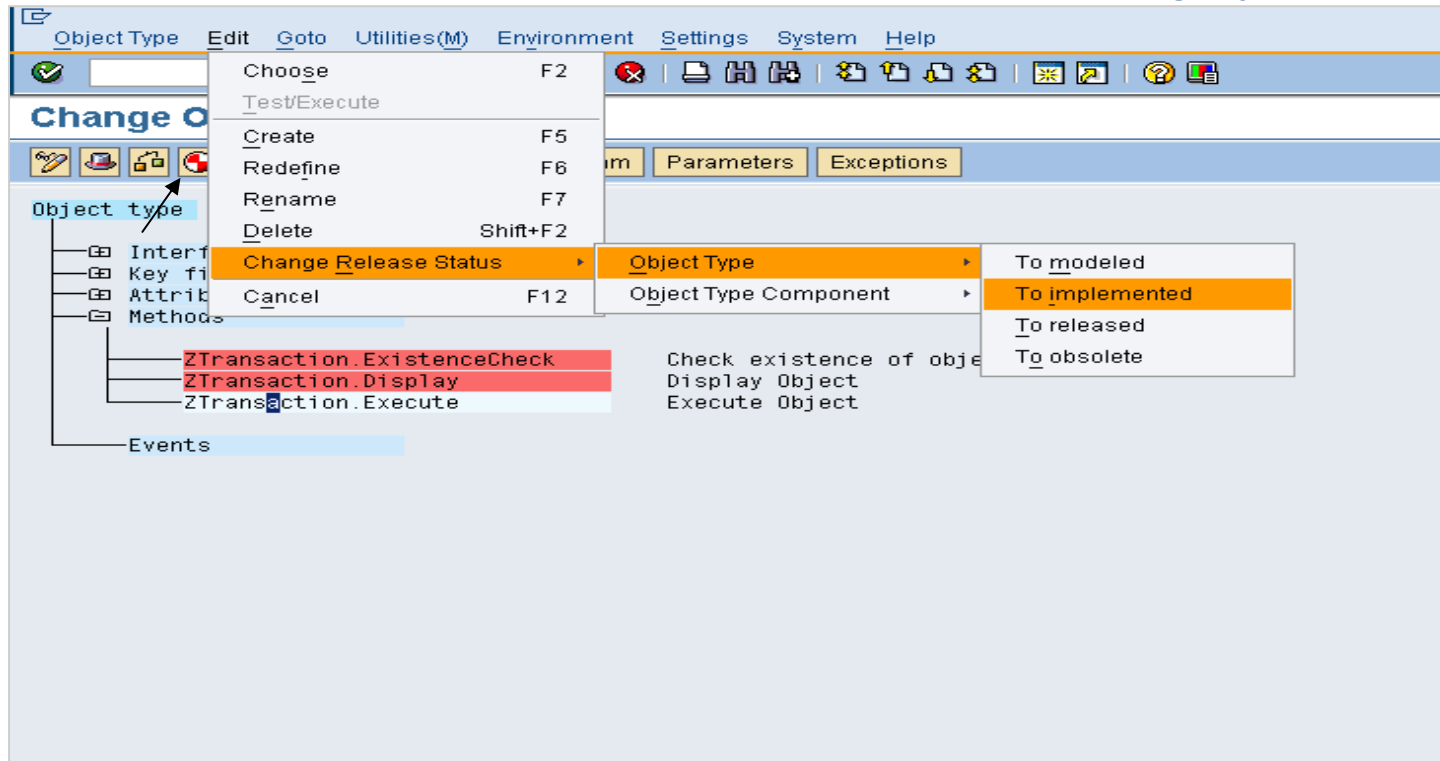 Object Type Edit Goto Utilities(M) Environment Settings System Help
Choose F2
Test/Execute
Change O
Create F5
Redefine F6
Parameters Exceptions
Rename F7
Object type
Delete Shift+F2
Change Release Status Object Type To modeled
Interf
Key fi
Cancel F12 Object Type Component To implemented
Attrib
Methods
To released
To obsolete
ZTransaction.ExistenceCheck Check existence of obje
ZTransaction.Display Display Object
ZTransaction.Execute Execute Object
Events